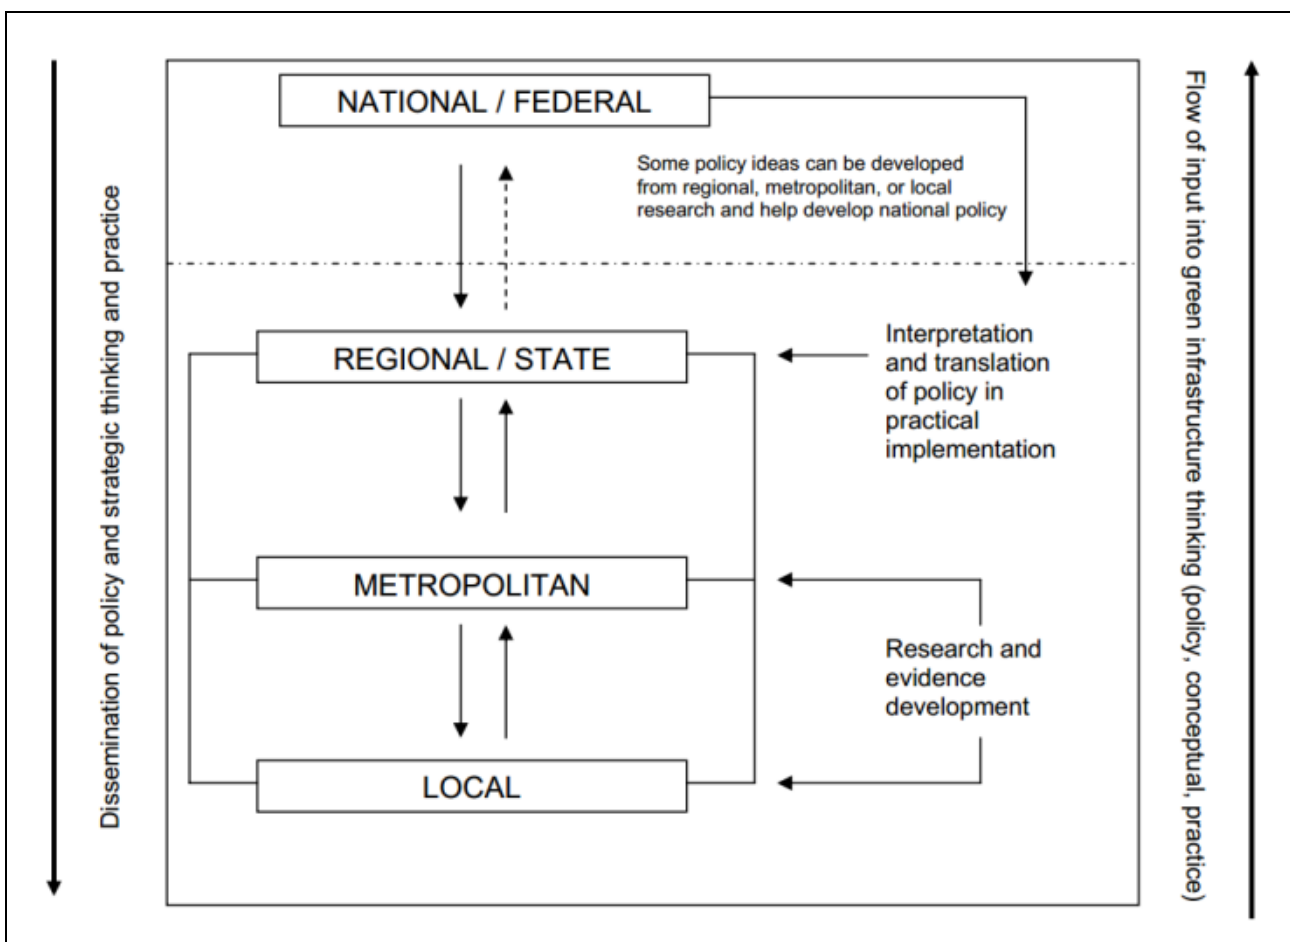 NATIONAL / FEDERAL
Some policy ideas can be developed
from regional, metropolitan, or local
research and help develop national policy
REGIONAL / STATE
Interpretation
and translation
of policy in
practical
implementation
METROPOLITAN
Research and
evidence
development
LOCAL
Dissemination of policy and strategic thinking and practice
Flow of input into green infrastructure thinking (policy, conceptual, practice)